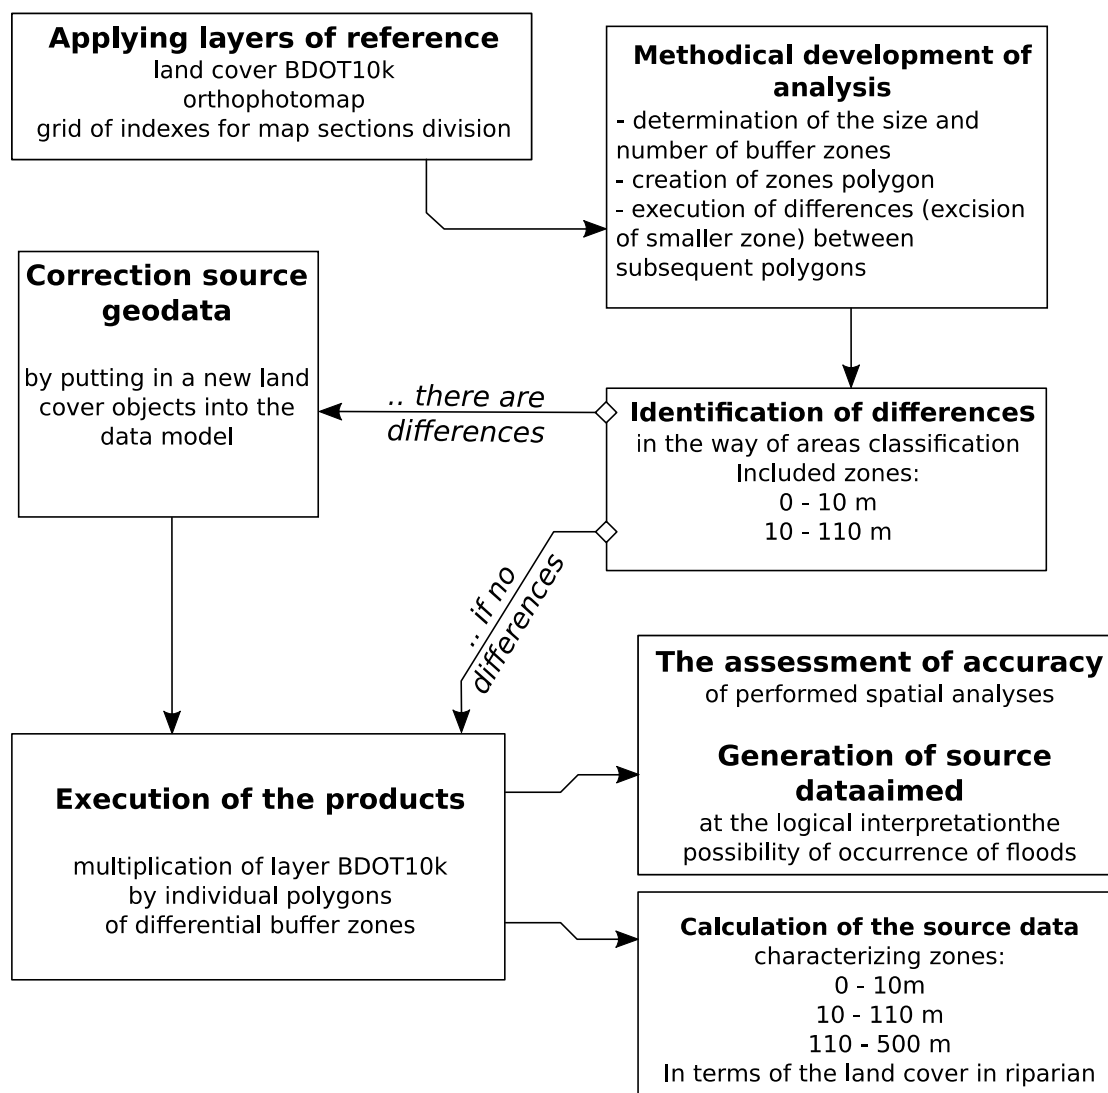 Applying layers of reference
land cover BDOT10k
orthophotomap
grid of indexes for map sections division
Methodical development of
analysis
- determination of the size and
number of buffer zones
- creation of zones polygon
- execution of differences (excision
of smaller zone) between
subsequent polygons
Correction source
geodata
by putting in a new land
cover objects into the
data model
.. there are
differences
Identification of differences
in the way of areas classification
Included zones:
0 - 10 m
10 - 110 m
.. if no
differences
The assessment of accuracy
of performed spatial analyses
Generation of source
dataaimed
at the logical interpretationthe
possibility of occurrence of floods
Execution of the products
multiplication of layer BDOT10k
by individual polygons
of differential buffer zones
Calculation of the source data
characterizing zones:
0 - 10m
10 - 110 m
110 - 500 m
In terms of the land cover in riparian